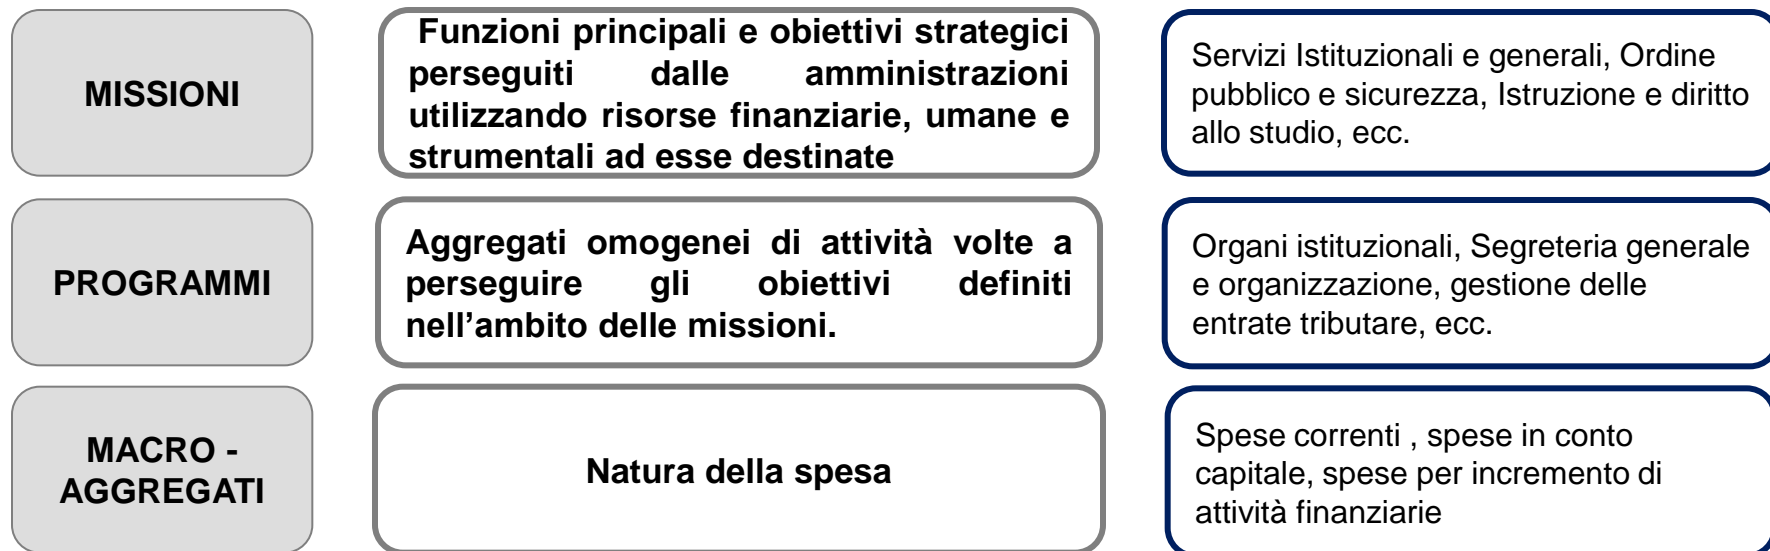 MISSIONI
Funzioni principali e obiettivi strategici
perseguiti dalle amministrazioni
utilizzando risorse finanziarie, umane e
strumentali ad esse destinate
Servizi Istituzionali e generali, Ordine
pubblico e sicurezza, Istruzione e diritto
allo studio, ecc.
PROGRAMMI
Aggregati omogenei di attività volte a
perseguire gli obiettivi definiti
nell’ambito delle missioni.
Organi istituzionali, Segreteria generale
e organizzazione, gestione delle
entrate tributare, ecc.
MACRO -
AGGREGATI
Natura della spesa
Spese correnti , spese in conto
capitale, spese per incremento di
attività finanziarie